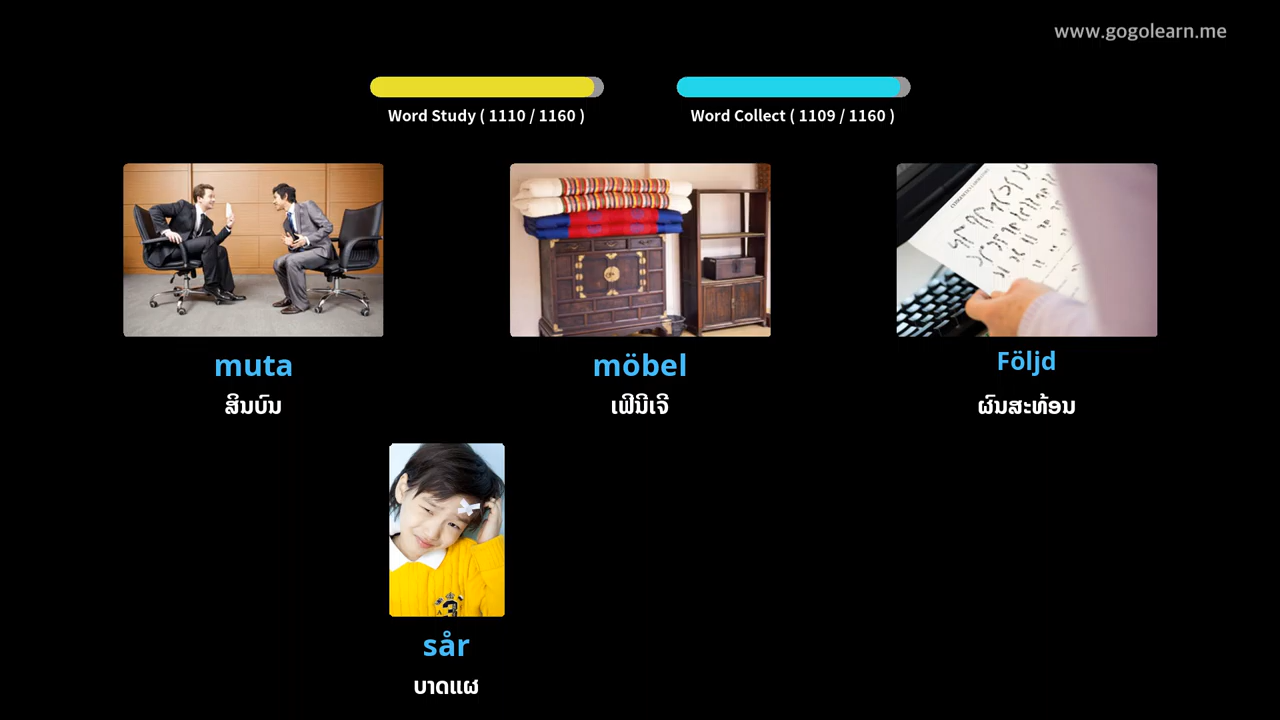 www.gogolearn.me
Word Study ( 1110 / 1160 )
Word Collect ( 1109 / 1160 )
muta
ສິນບົນ
möbel
ເຟີນີເຈີ
Följd
ຜົນສະທ້ອນ
sår
ບາດແຜ